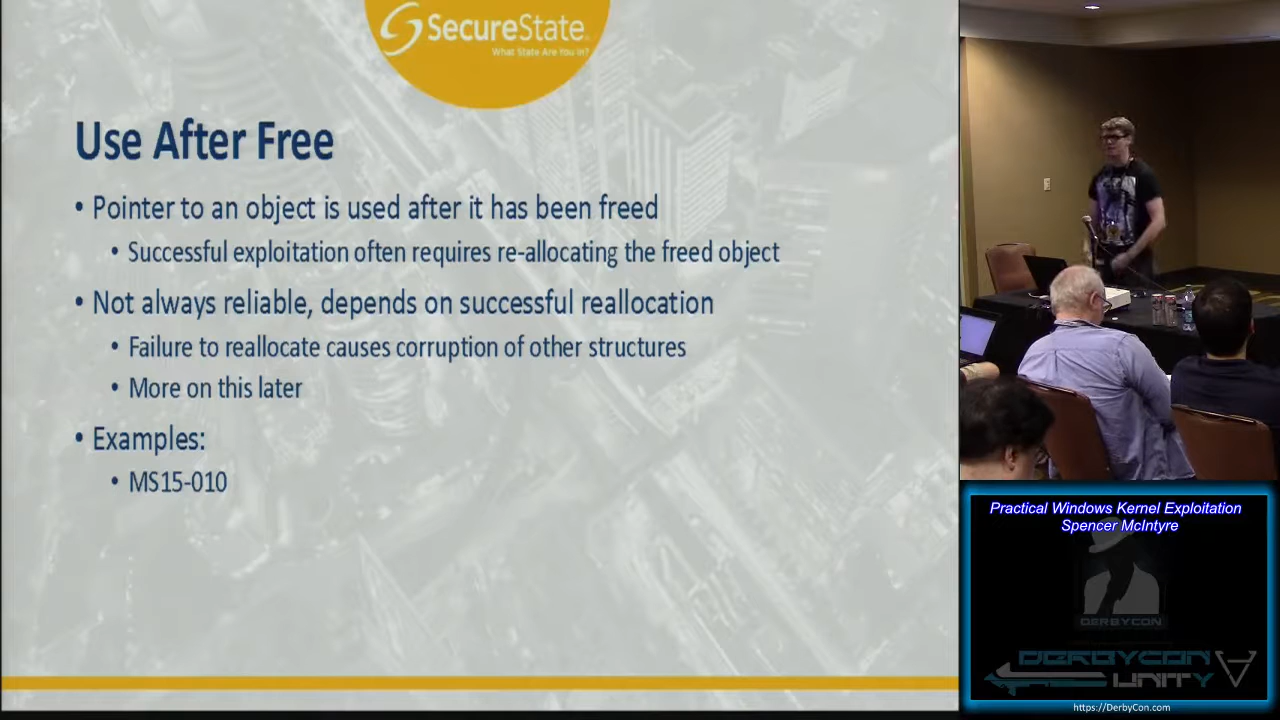 SecureState
What State Are You In?
Use After Free
• Pointer to an object is used after it has been freed
• Successful exploitation often requires re-allocating the freed object
• Not always reliable, depends on successful reallocation
• Failure to reallocate causes corruption of other structures
• More on this later
• Examples:
• MS15-010
Practical Windows Kernel Exploitation
Spencer McIntyre
DERBYCON
DERBYCON
UNITY
https://DerbyCon.com